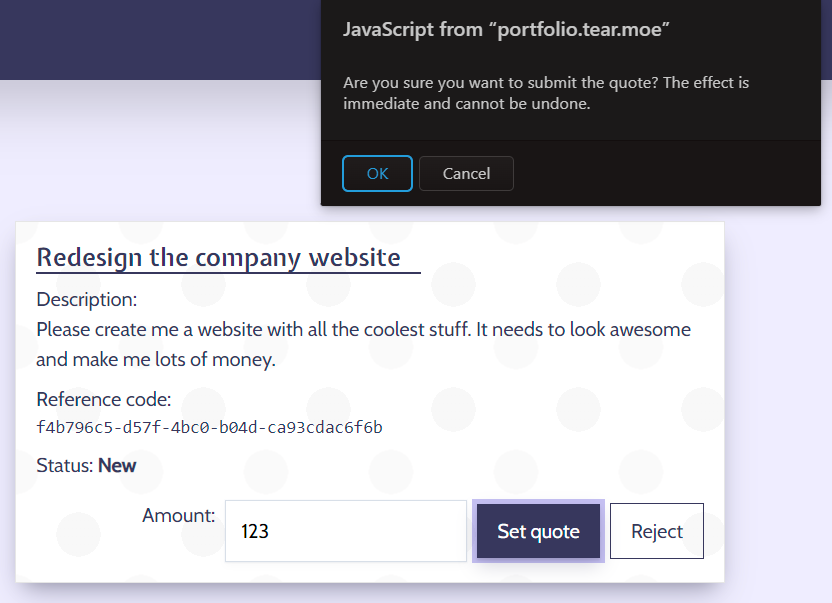 JavaScript from “portfolio.tear.moe”
Are you sure you want to submit the quote? The effect is
immediate and cannot be undone.
OK Cancel
Redesign the company website
Description:
Please create me a website with all the coolest stuff. It needs to look awesome
and make me lots of money.
Reference code:
f4b796c5-d57f-4bc0-b04d-ca93cdac6f6b
Status: New
Amount: 123 Set quote Reject